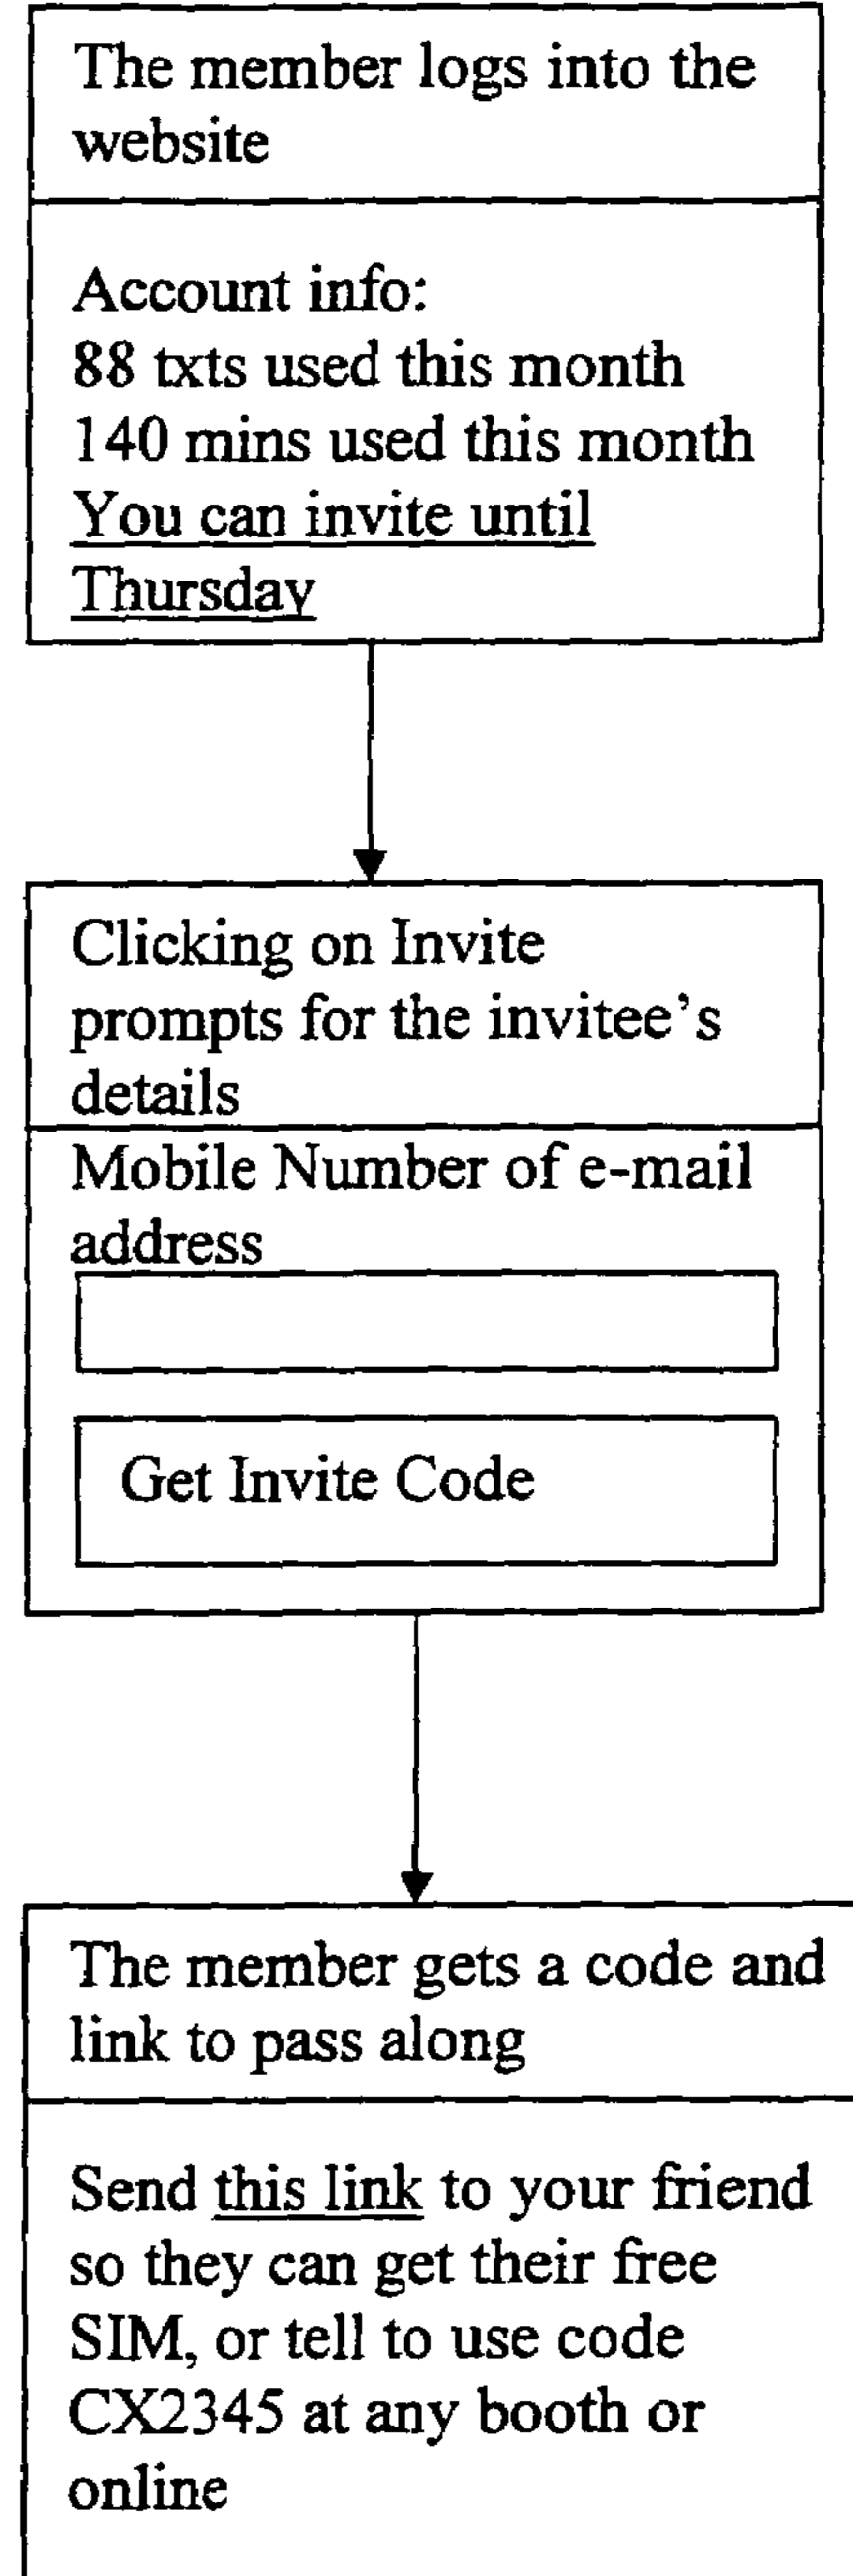 The member logs into the
website
Account info:
88 txts used this month
140 mins used this month
You can invite until
Thursday
Clicking on Invite
prompts for the invitee's
details
Mobile Number of e-mail
address
Get Invite Code
The member gets a code and
link to pass along
Send this link to your friend
so they can get their free
SIM, or tell to use code
CX2345 at any booth or
online